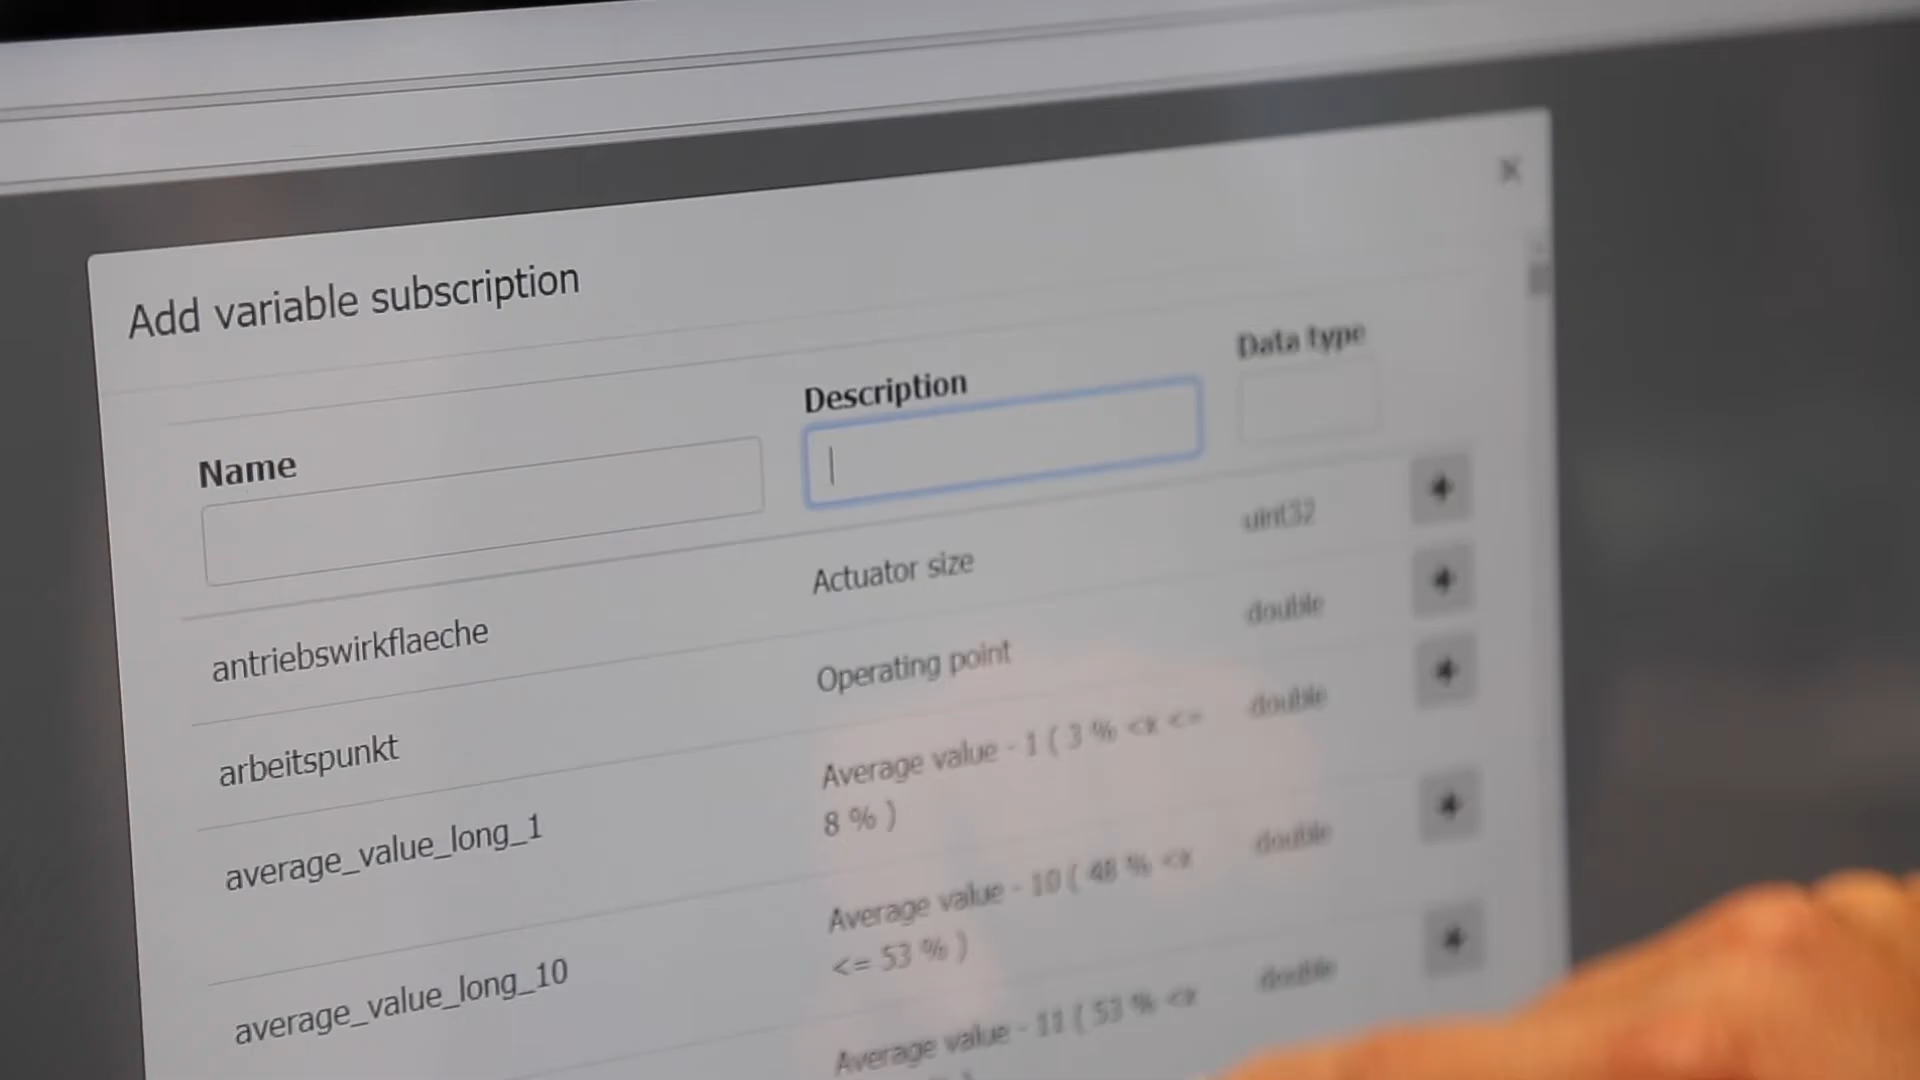 Add variable subscription
Name
Description
Data type
antriebswirkflaeche
Actuator size
uint32
arbeitspunkt
Operating point
double
average_value_long_1
Average value - 1 ( 3 % <x <=
8 % )
double
average_value_long_10
Average value - 10 ( 48 % <x
<= 53 % )
double
Average value - 11 ( 53 % <x
double